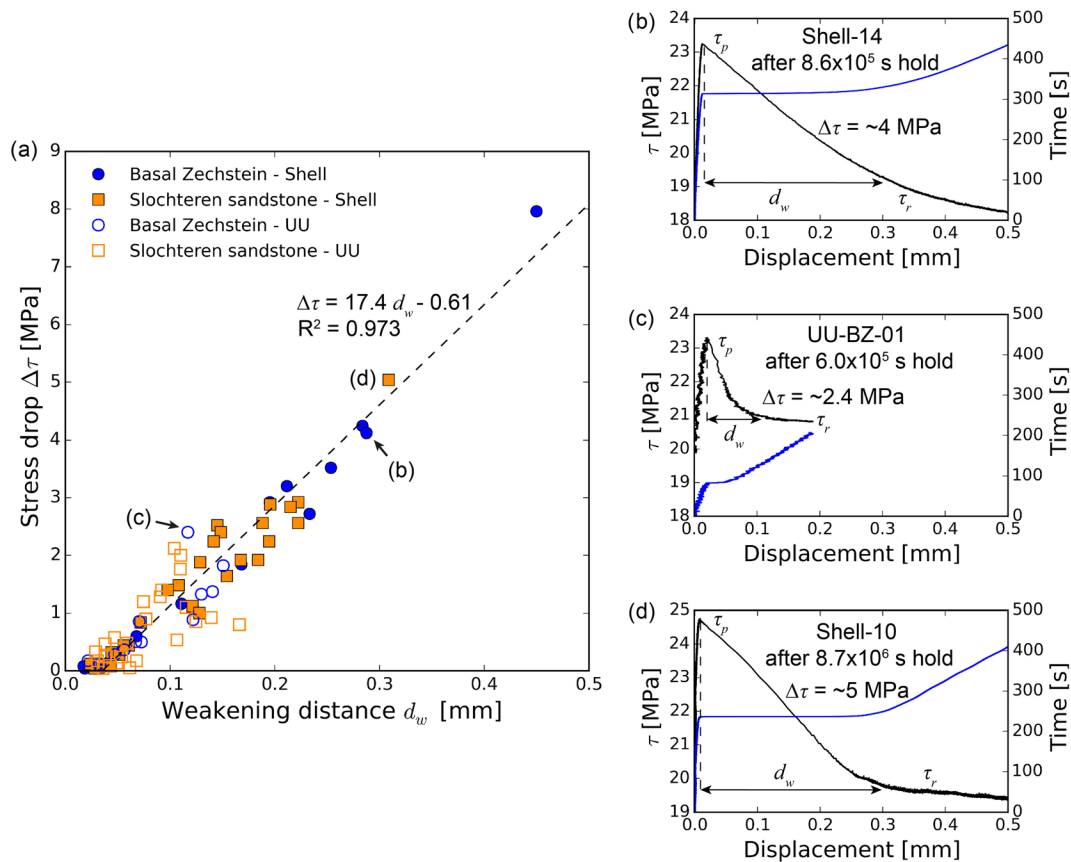 (a)
9
8
7
6
5
4
3
2
1
0
Stress drop Δτ [MPa]
Basal Zechstein - Shell
Slochteren sandstone - Shell
Basal Zechstein - UU
Slochteren sandstone - UU
Δτ = 17.4 d_w - 0.61
R² = 0.973
(d)
(b)
(c)
0.0 0.1 0.2 0.3 0.4 0.5
Weakening distance d_w [mm]
(b)
Shell-14
after 8.6x10⁵ s hold
τ_p
Δτ = ~4 MPa
d_w
τ_r
24
23
22
21
20
19
18
τ [MPa]
500
400
300
200
100
0
Time [s]
0.0 0.1 0.2 0.3 0.4 0.5
Displacement [mm]
(c)
UU-BZ-01
after 6.0x10⁵ s hold
τ_p
Δτ = ~2.4 MPa
d_w
τ_r
24
23
22
21
20
19
18
τ [MPa]
500
400
300
200
100
0
Time [s]
0.0 0.1 0.2 0.3 0.4 0.5
Displacement [mm]
(d)
Shell-10
after 8.7x10⁶ s hold
τ_p
Δτ = ~5 MPa
d_w
τ_r
25
24
23
22
21
20
19
τ [MPa]
500
400
300
200
100
0
Time [s]
0.0 0.1 0.2 0.3 0.4 0.5
Displacement [mm]